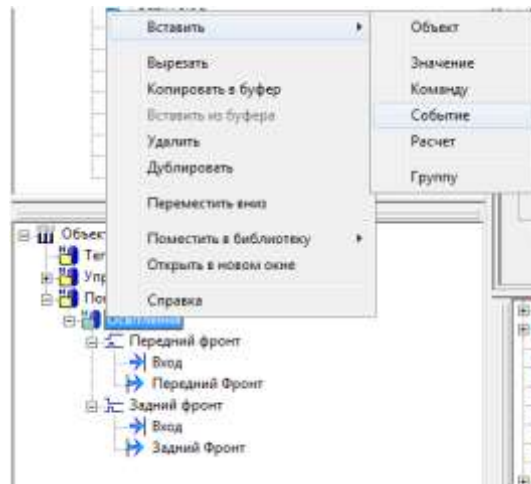 Вставить
Объект
Вырезать
Значение
Копировать в буфер
Команду
Вставить из буфера
Событие
Удалить
Расчет
Дублировать
Группу
Переместить вниз
Поместить в библиотеку
Открыть в новом окне
Справка
Передний фронт
Вход
Передний Фронт
Задний фронт
Вход
Задний Фронт